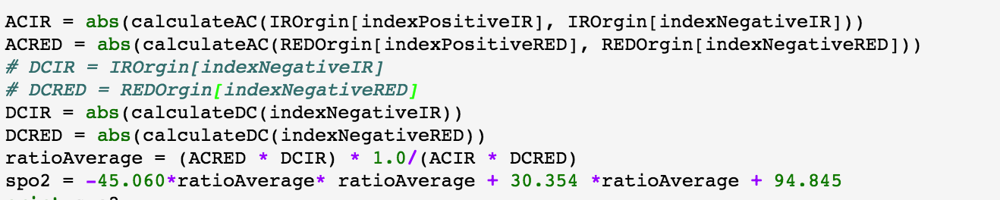 ACIR = abs(calculateAC(IROrgin[indexPositiveIR], IROrgin[indexNegativeIR]))
ACRED = abs(calculateAC(REDOrgin[indexPositiveRED], REDOrgin[indexNegativeRED]))
# DCIR = IROrgin[indexNegativeIR]
# DCRED = REDOrgin[indexNegativeRED]
DCIR = abs(calculateDC(indexNegativeIR))
DCRED = abs(calculateDC(indexNegativeRED))
ratioAverage = (ACRED * DCIR) * 1.0/(ACIR * DCRED)
spo2 = -45.060*ratioAverage* ratioAverage + 30.354 *ratioAverage + 94.845